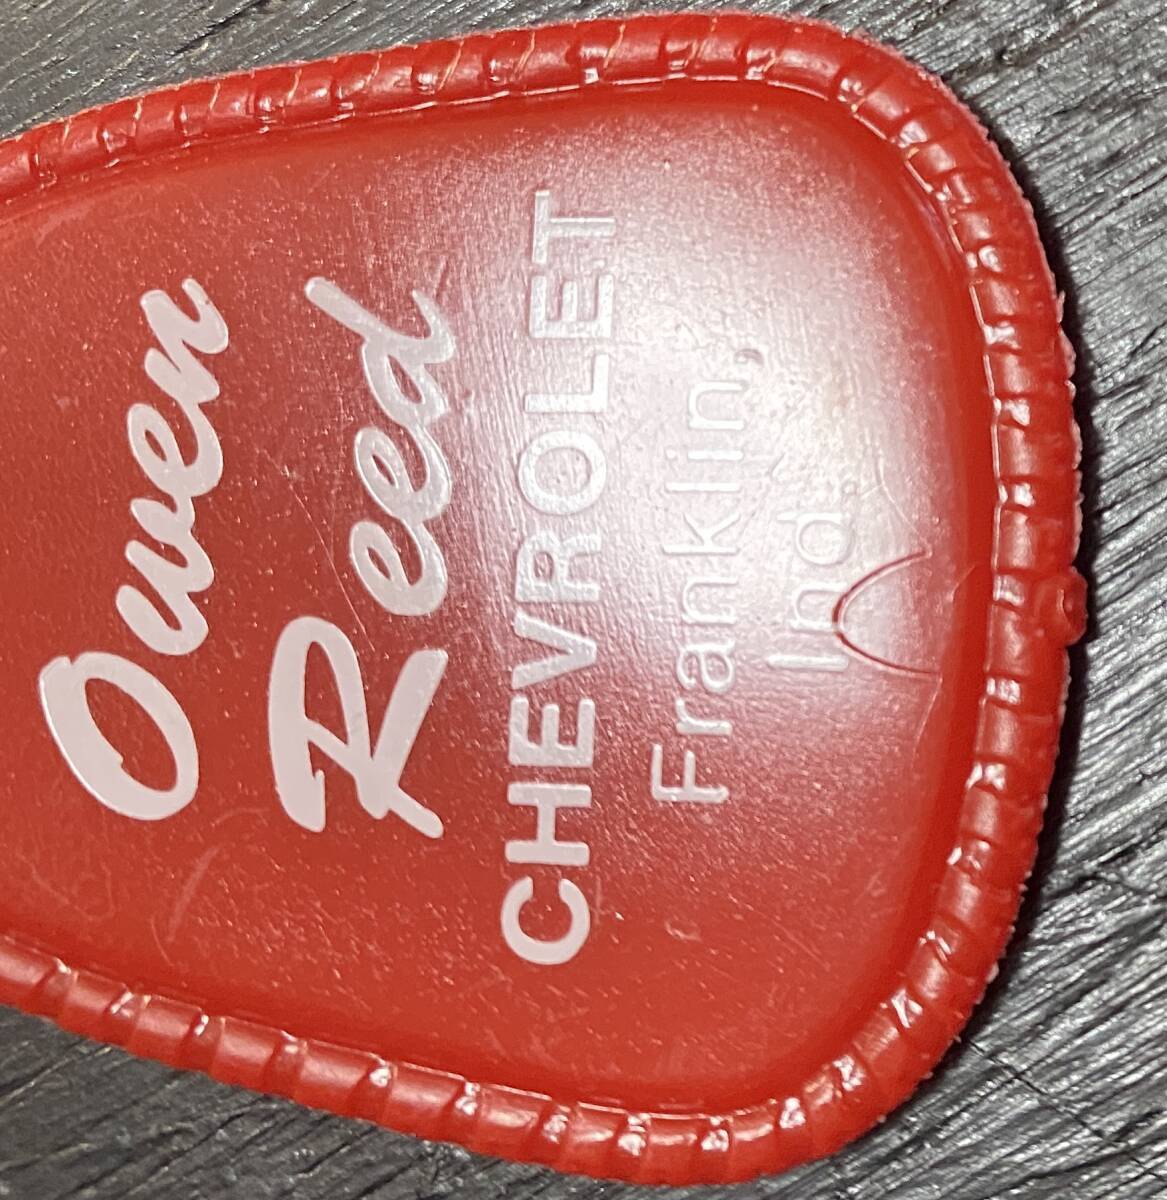 Owen
Reed
CHEVROLET
Franklin,
Ind.